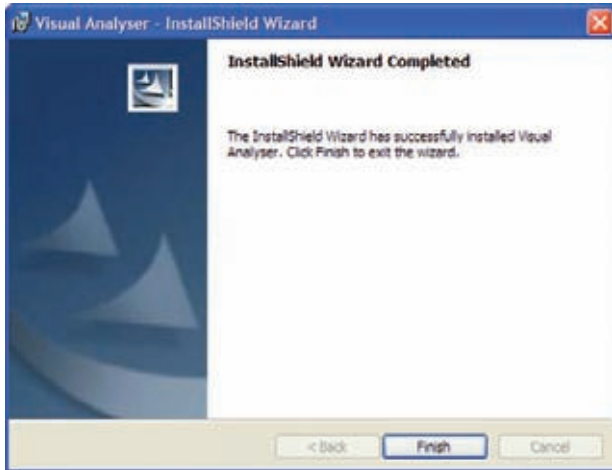 Visual Analyser - InstallShield Wizard
InstallShield Wizard Completed
The InstallShield Wizard has successfully installed Visual
Analyser. Click Finish to exit the wizard.
< Back
Finish
Cancel